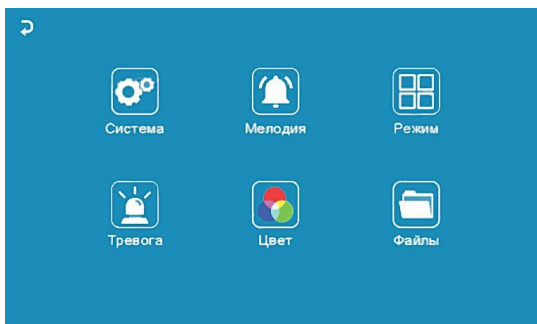 Система
Мелодия
Режим
Тревога
Цвет
Файлы